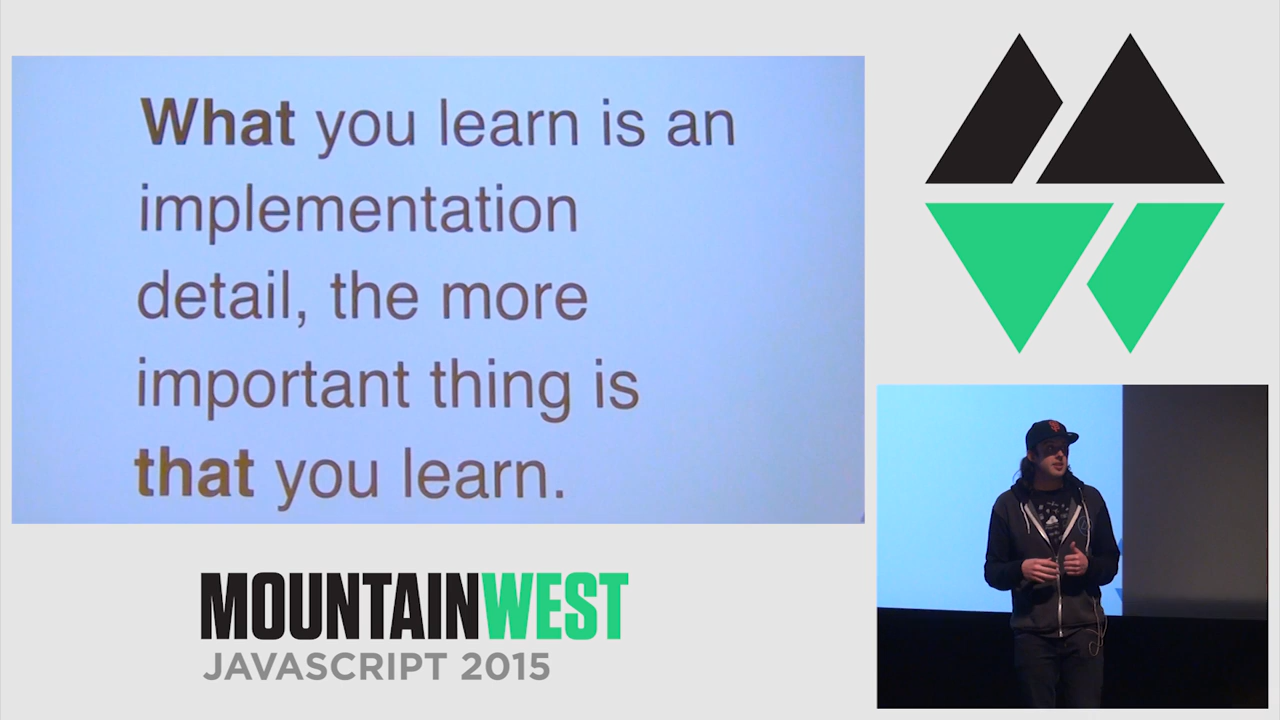 What you learn is an
implementation
detail, the more
important thing is
that you learn.
MOUNTAINWEST
JAVASCRIPT 2015